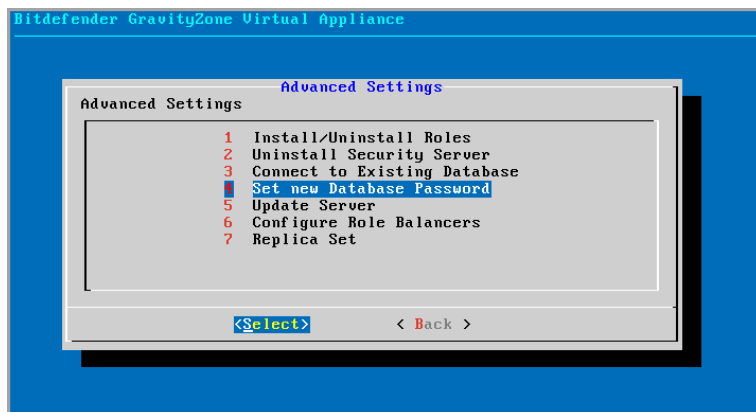 Bitdefender GravityZone Virtual Appliance
Advanced Settings
Advanced Settings
1 Install/Uninstall Roles
2 Uninstall Security Server
3 Connect to Existing Database
4 Set new Database Password
5 Update Server
6 Configure Role Balancers
7 Replica Set
<Select> < Back >